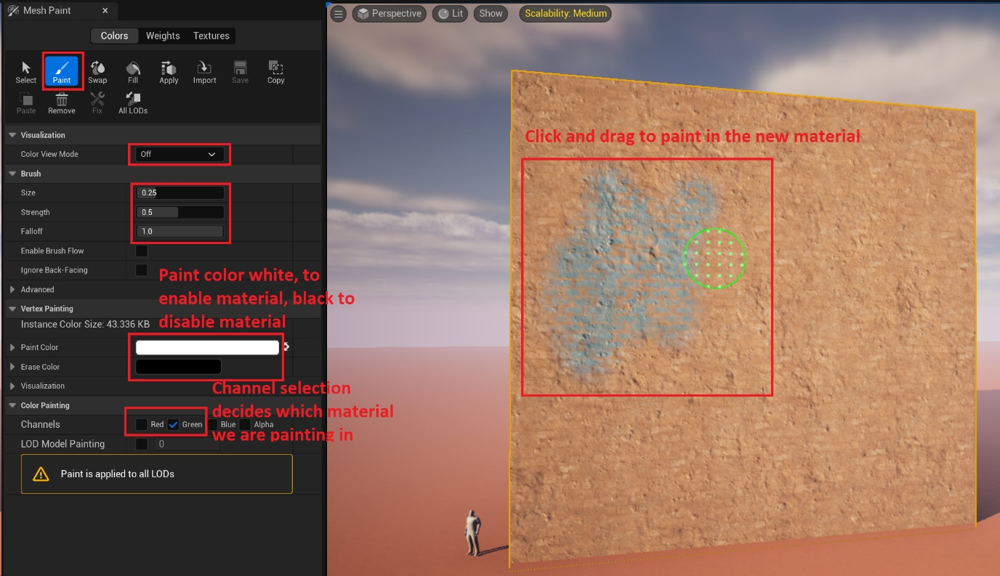 Mesh Paint
Perspective
Lit
Show
Scalability: Medium
Colors
Weights
Textures
Select
Paint
Swap
Fill
Apply
Import
Save
Copy
Paste
Remove
Fix
All LODs
Visualization
Color View Mode
Off
Brush
Size
0.25
Strength
0.5
Falloff
1.0
Enable Brush Flow
Ignore Back-Facing
Advanced
Vertex Painting
Instance Color Size: 43.336 KB
Paint Color
Erase Color
Visualization
Color Painting
Channels
Red
Green
Blue
Alpha
LOD Model Painting
0
Paint is applied to all LODs
Paint color white, to
enable material, black to
disable material
Channel selection
decides which material
we are painting in
Click and drag to paint in the new material